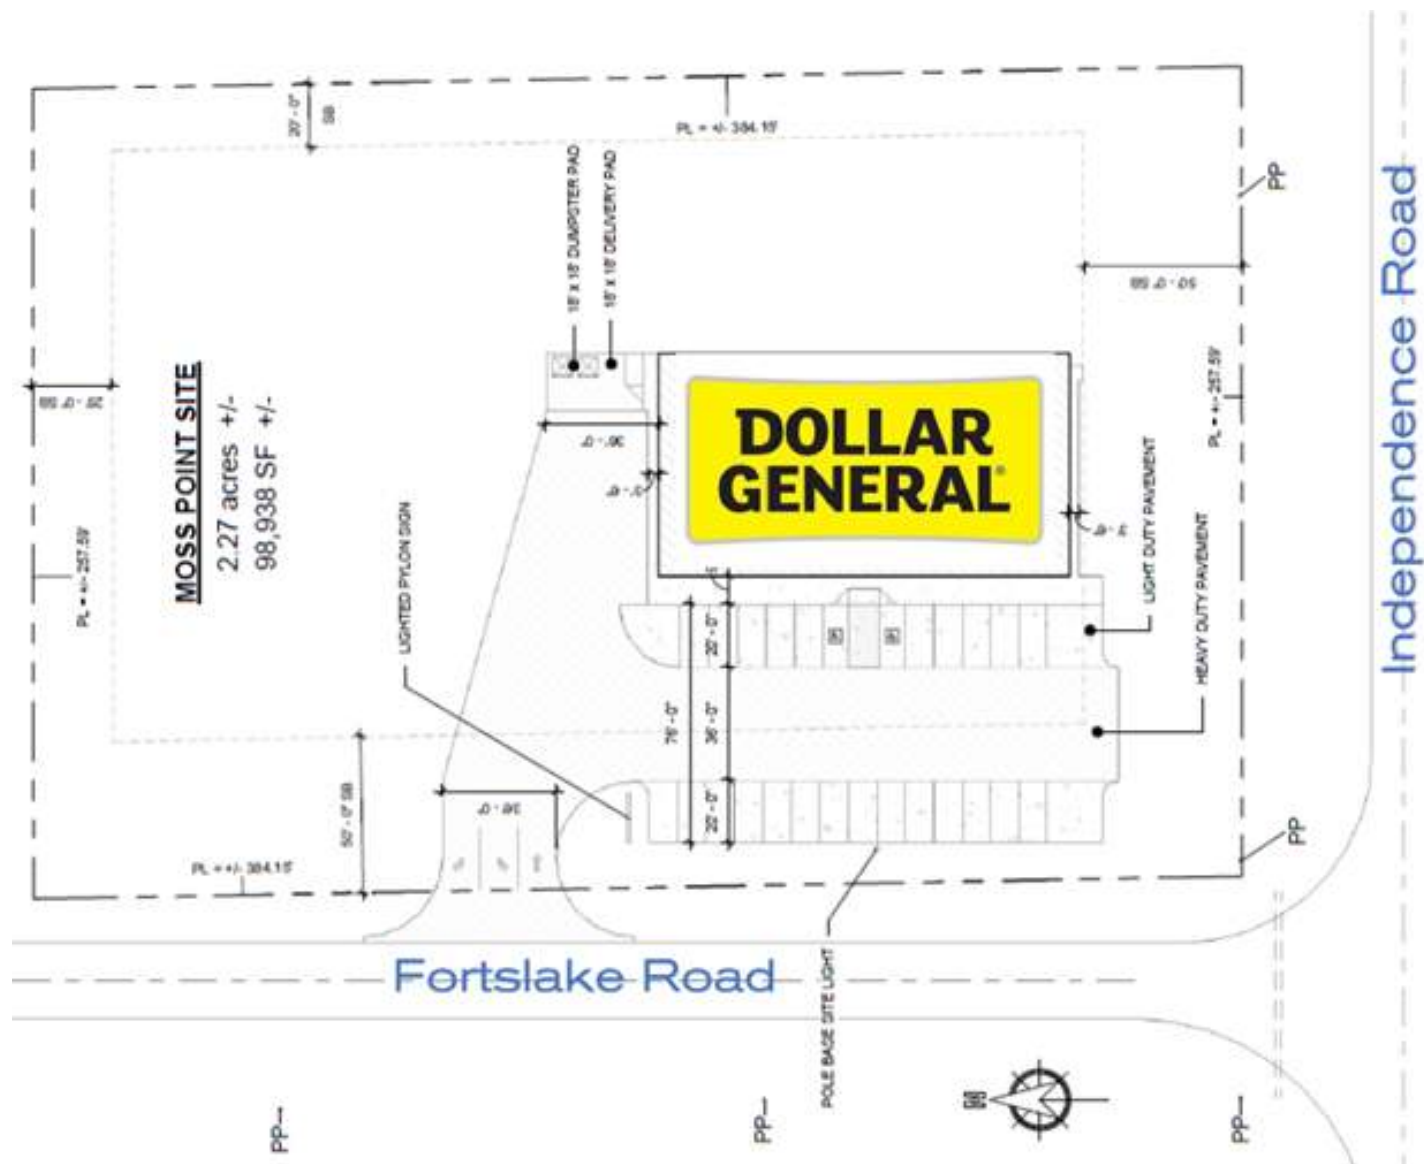 20' - 0"
SB
PL = +/- 384.15'
PP
18' x 18' DUMPSTER PAD
18' x 18' DELIVERY PAD
50' - 0" SB
Independence Road
MOSS POINT SITE
2.27 acres +/-
98,938 SF +/-
25' - 0" SB
36' - 0"
DOLLAR
GENERAL
PL = +/- 257.59'
PL = +/- 257.59'
LIGHTED PYLON SIGN
LIGHT DUTY PAVEMENT
HEAVY DUTY PAVEMENT
20' - 0"
76' - 0"
36' - 0"
20' - 0"
50' - 0" SB
36' - 0"
PL = +/- 384.15'
PP
Fortslake Road
POLE BASE SITE LIGHT
PP
PP
PP